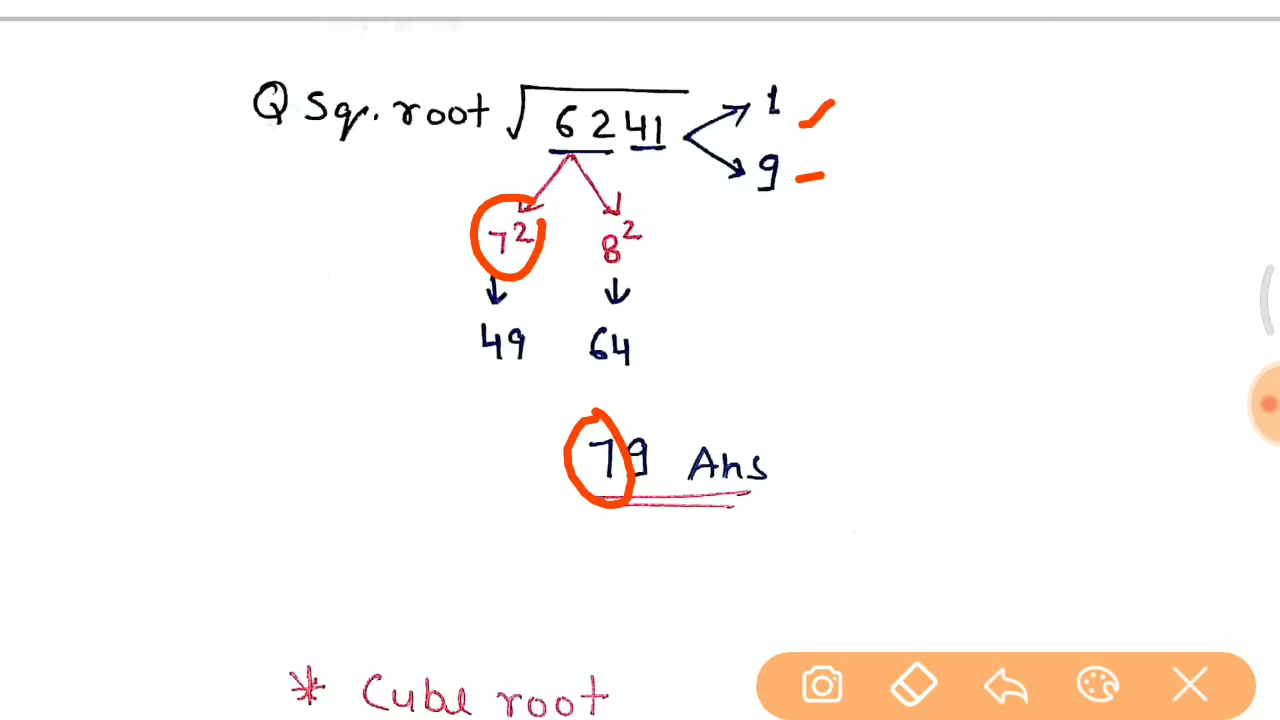 Q Sq. root √6241 1
9
7² 8²
↓ ↓
49 64
79 Ans
* Cube root